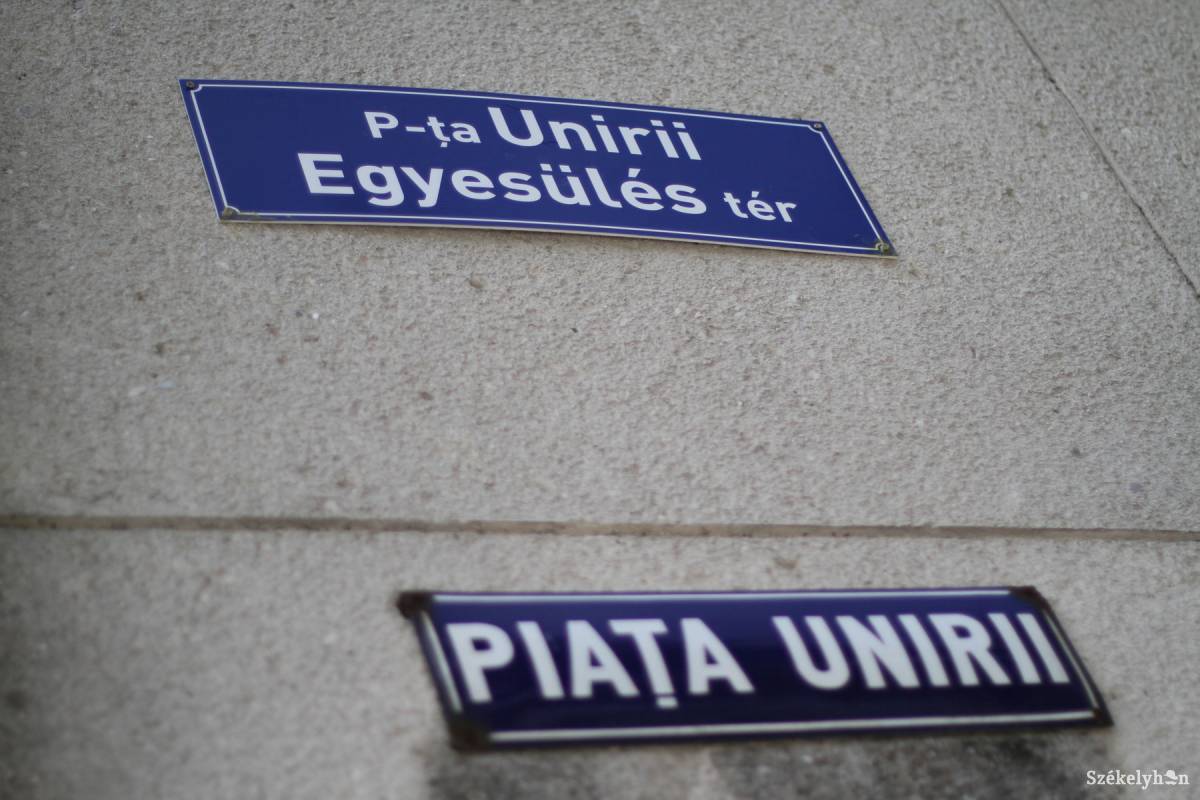 P-ța Unirii
Egyesülés tér
PIAȚA UNIRII
Székelyhon